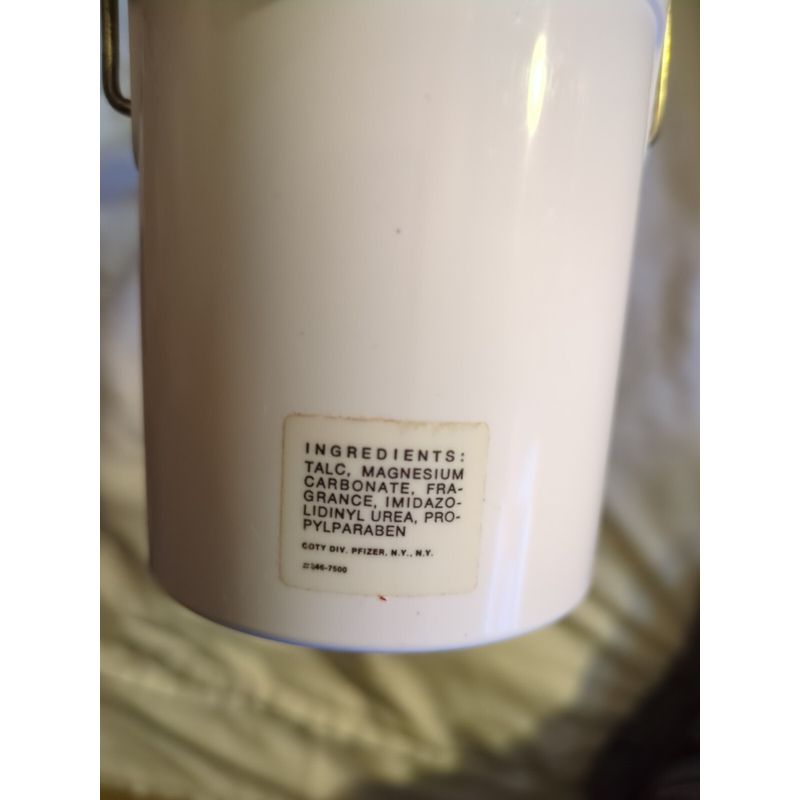 INGREDIENTS:
TALC, MAGNESIUM
CARBONATE, FRA-
GRANCE, IMIDAZO-
LIDINYL UREA, PRO-
PYLPARABEN
COTY DIV. PFIZER, N.Y., N.Y.